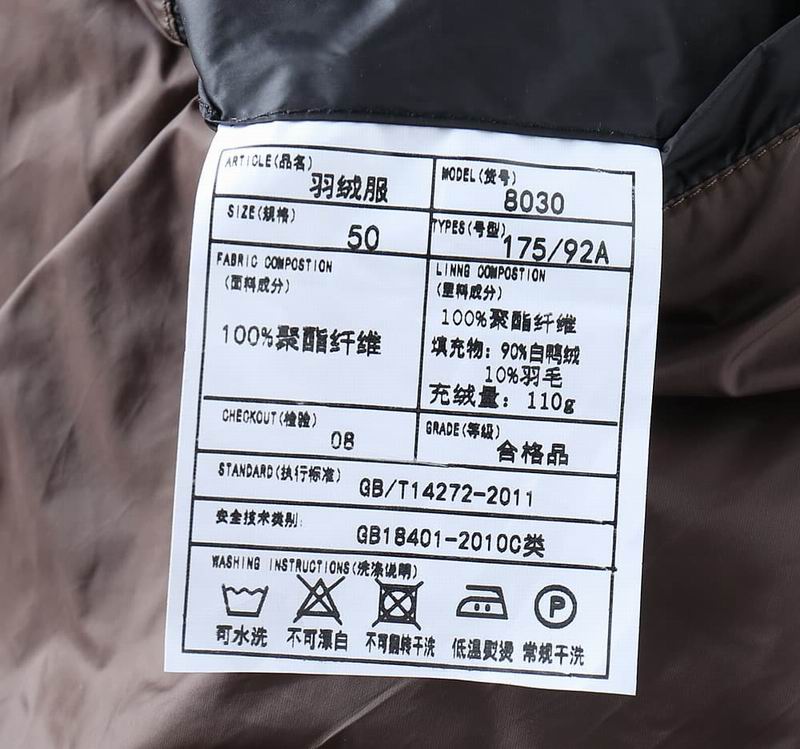 ARTICLE(品名)
羽绒服
MODEL(货号)
8030
SIZE(规格)
50
TYPES(号型)
175/92A
FABRIC COMPOSTION
(面料成分)
100%聚酯纤维
LINNG COMPOSTION
(里料成分)
100%聚酯纤维
填充物: 90%白鸭绒
10%羽毛
充绒量: 110g
CHECKOUT(检验)
08
GRADE(等级)
合格品
STANDARD(执行标准)
GB/T14272-2011
安全技术类别:
GB18401-2010C类
WASHING INSTRUCTIONS(洗涤说明)
P
可水洗 不可漂白 不可翻转干洗 低温熨烫 常规干洗